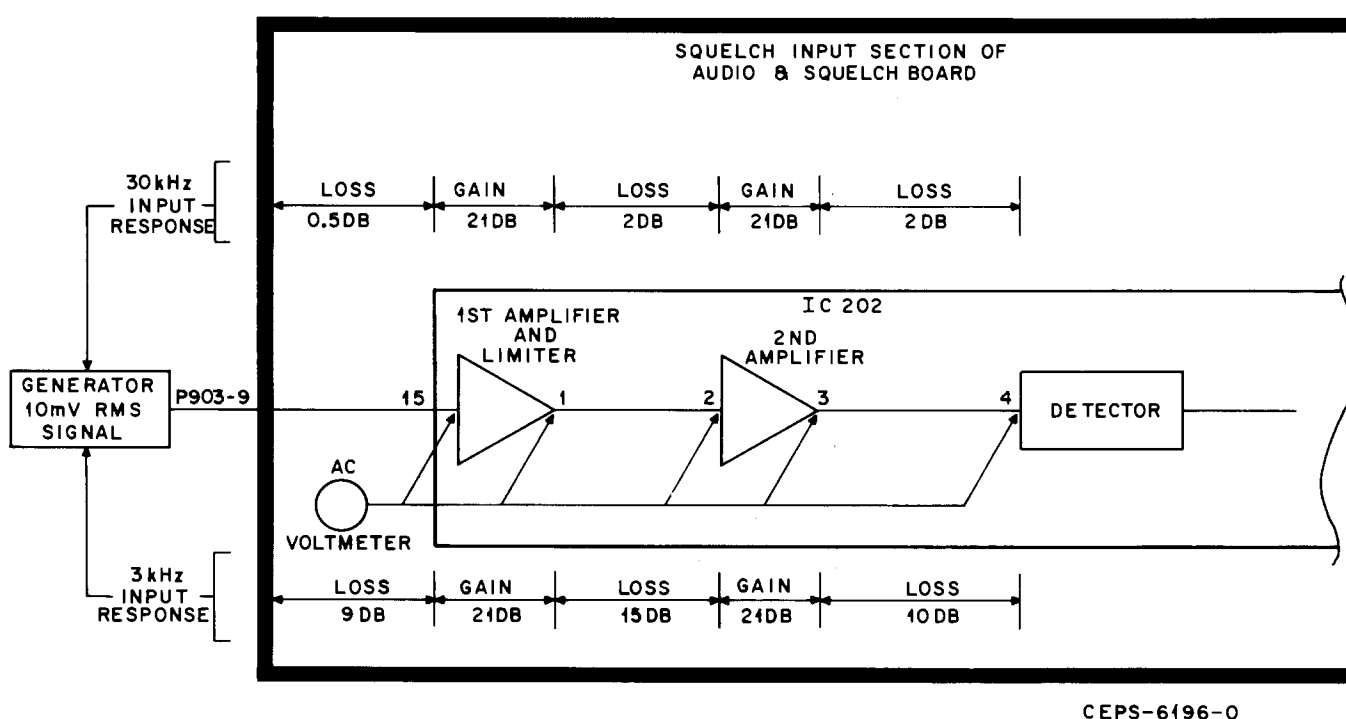 SQUELCH INPUT SECTION OF
AUDIO & SQUELCH BOARD
30kHz
INPUT
RESPONSE
LOSS
0.5DB
GAIN
21DB
LOSS
2DB
GAIN
21DB
LOSS
2DB
IC 202
1ST AMPLIFIER
AND
LIMITER
2ND
AMPLIFIER
GENERATOR
10mV RMS
SIGNAL
P903-9
15
1
2
3
4
DETECTOR
AC
VOLTMETER
3kHz
INPUT
RESPONSE
LOSS
9DB
GAIN
21DB
LOSS
15DB
GAIN
21DB
LOSS
10DB
CEPS-6196-0